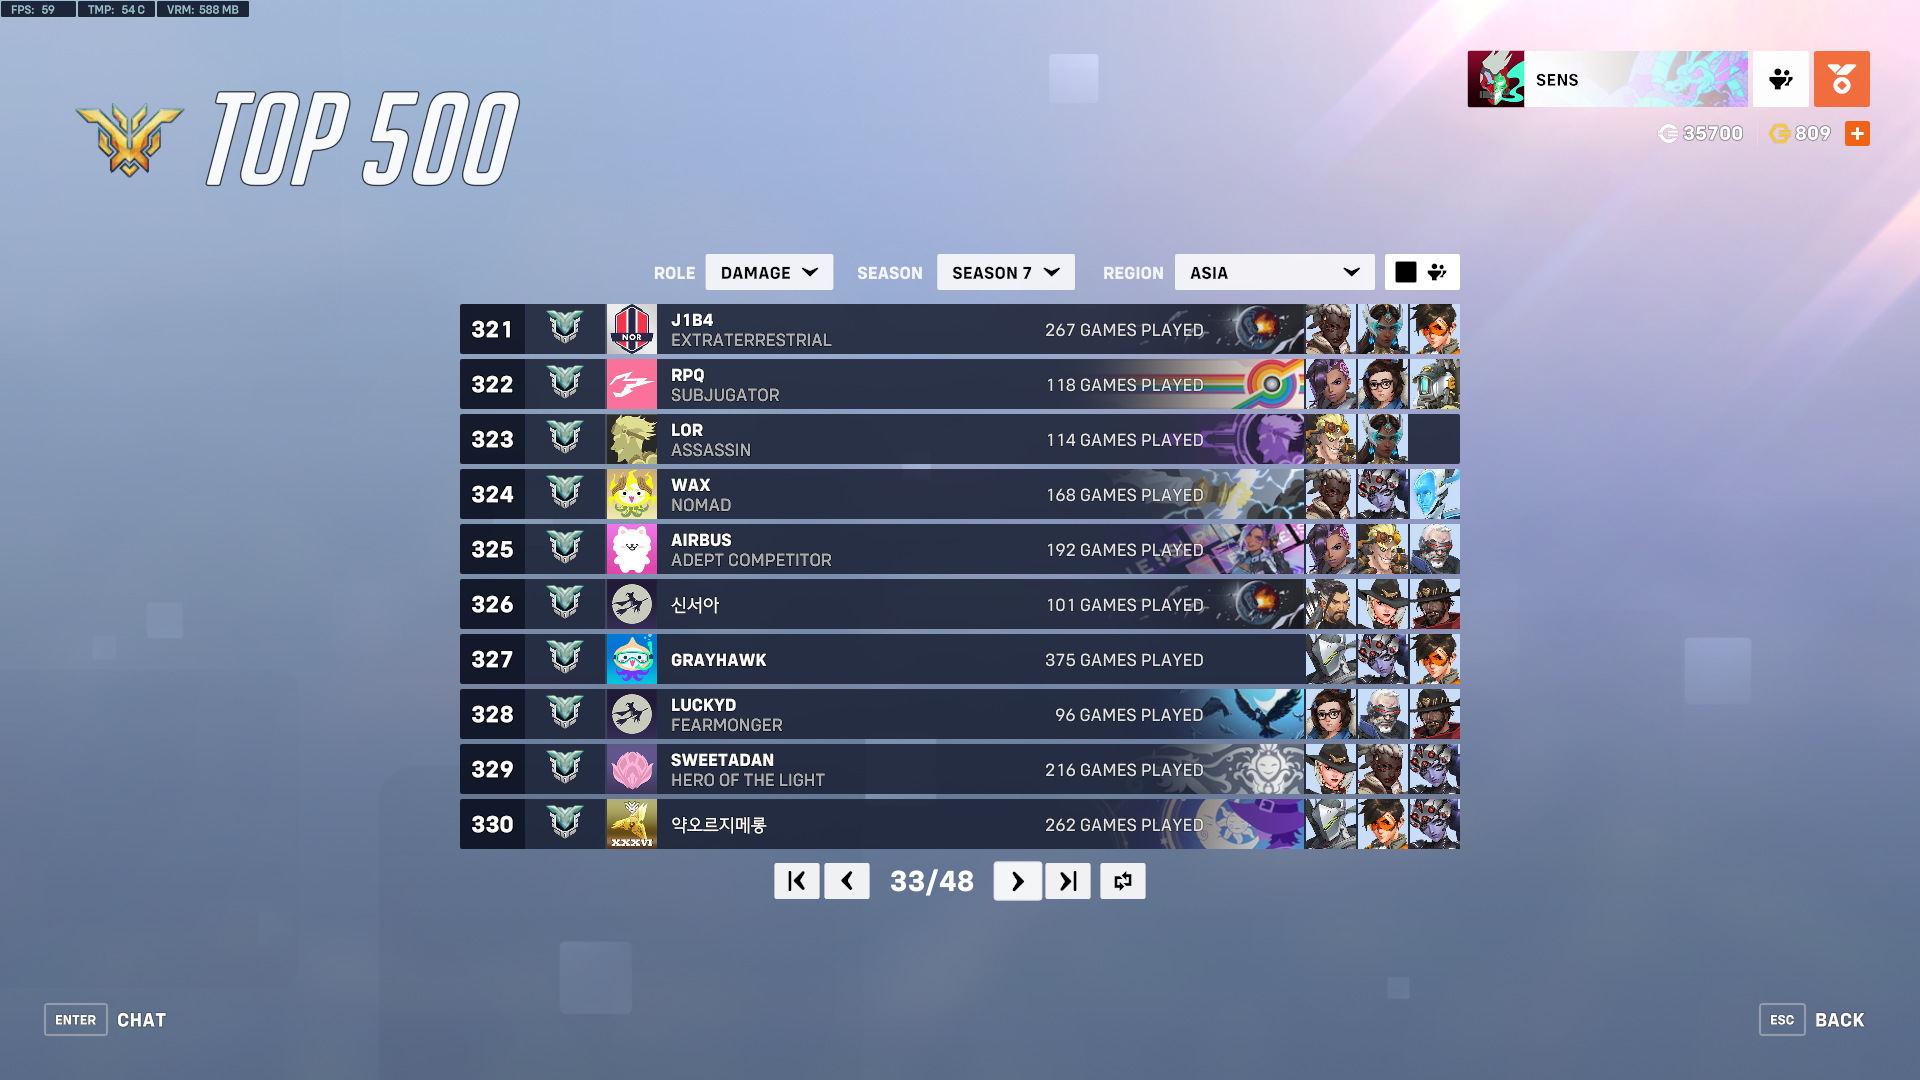 FPS: 59 TMP: 54 C VRM: 588 MB
TOP 500
SENS
35700 809
ROLE DAMAGE SEASON SEASON 7 REGION ASIA
321 NOR J1B4 EXTRATERRESTRIAL 267 GAMES PLAYED
322 RPQ SUBJUGATOR 118 GAMES PLAYED
323 LOR ASSASSIN 114 GAMES PLAYED
324 WAX NOMAD 168 GAMES PLAYED
325 AIRBUS ADEPT COMPETITOR 192 GAMES PLAYED
326 신서아 101 GAMES PLAYED
327 GRAYHAWK 375 GAMES PLAYED
328 LUCKYD FEARMONGER 96 GAMES PLAYED
329 SWEETADAN HERO OF THE LIGHT 216 GAMES PLAYED
330 XXXVI 약오르지메롱 262 GAMES PLAYED
33/48
ENTER CHAT
ESC BACK